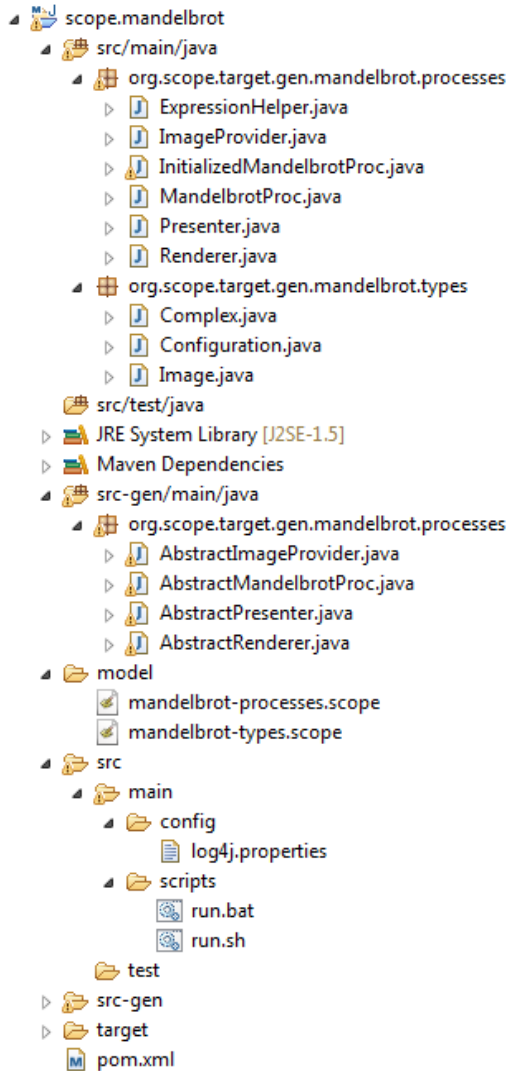 scope.mandelbrot
src/main/java
org.scope.target.gen.mandelbrot.processes
ExpressionHelper.java
ImageProvider.java
InitializedMandelbrotProc.java
MandelbrotProc.java
Presenter.java
Renderer.java
org.scope.target.gen.mandelbrot.types
Complex.java
Configuration.java
Image.java
src/test/java
JRE System Library [J2SE-1.5]
Maven Dependencies
src-gen/main/java
org.scope.target.gen.mandelbrot.processes
AbstractImageProvider.java
AbstractMandelbrotProc.java
AbstractPresenter.java
AbstractRenderer.java
model
mandelbrot-processes.scope
mandelbrot-types.scope
src
main
config
log4j.properties
scripts
run.bat
run.sh
test
src-gen
target
pom.xml